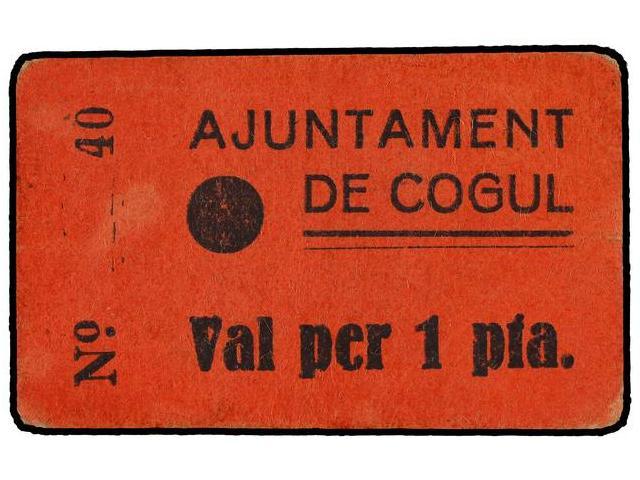 AJUNTAMENT
DE COGUL
Val per 1 pta.
Nº 40